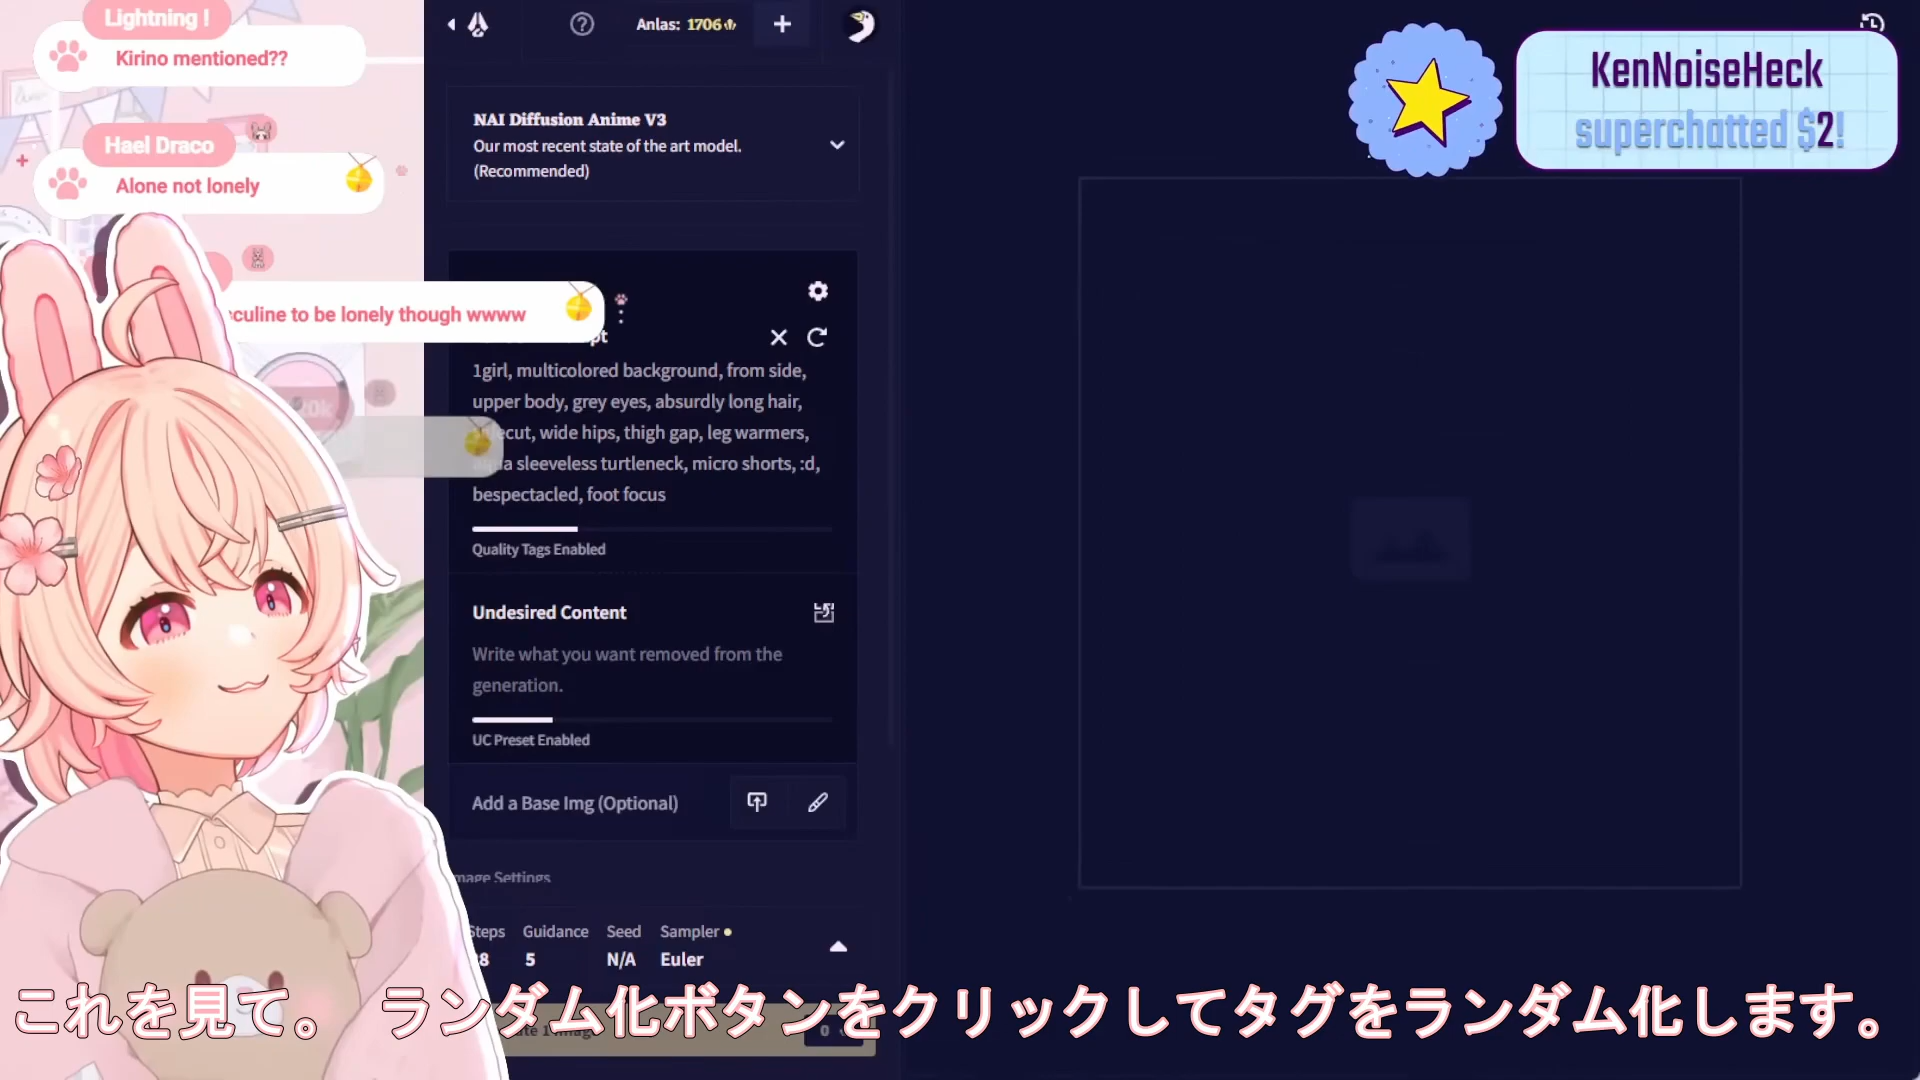 Lightning !
Kirino mentioned??
Hael Draco
Alone not lonely
culine to be lonely though wwww
Anlas: 1706
NAI Diffusion Anime V3
Our most recent state of the art model.
(Recommended)
1girl, multicolored background, from side,
upper body, grey eyes, absurdly long hair,
cut, wide hips, thigh gap, leg warmers,
sleeveless turtleneck, micro shorts, :d,
bespectacled, foot focus
Quality Tags Enabled
Undesired Content
Write what you want removed from the
generation.
UC Preset Enabled
Add a Base Img (Optional)
mage Settings
Steps Guidance Seed Sampler
8 5 N/A Euler
0
KenNoiseHeck
superchatted $2!
これを見て。 ランダム化ボタンをクリックしてタグをランダム化します。